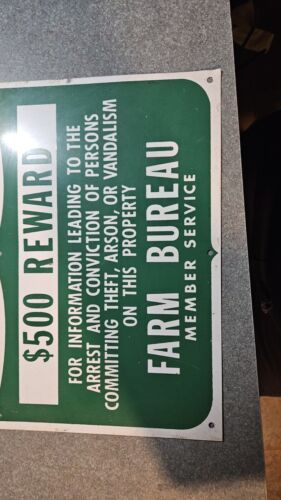 $500 REWARD
FOR INFORMATION LEADING TO THE
ARREST AND CONVICTION OF PERSONS
COMMITTING THEFT, ARSON, OR VANDALISM
ON THIS PROPERTY
FARM BUREAU
MEMBER SERVICE